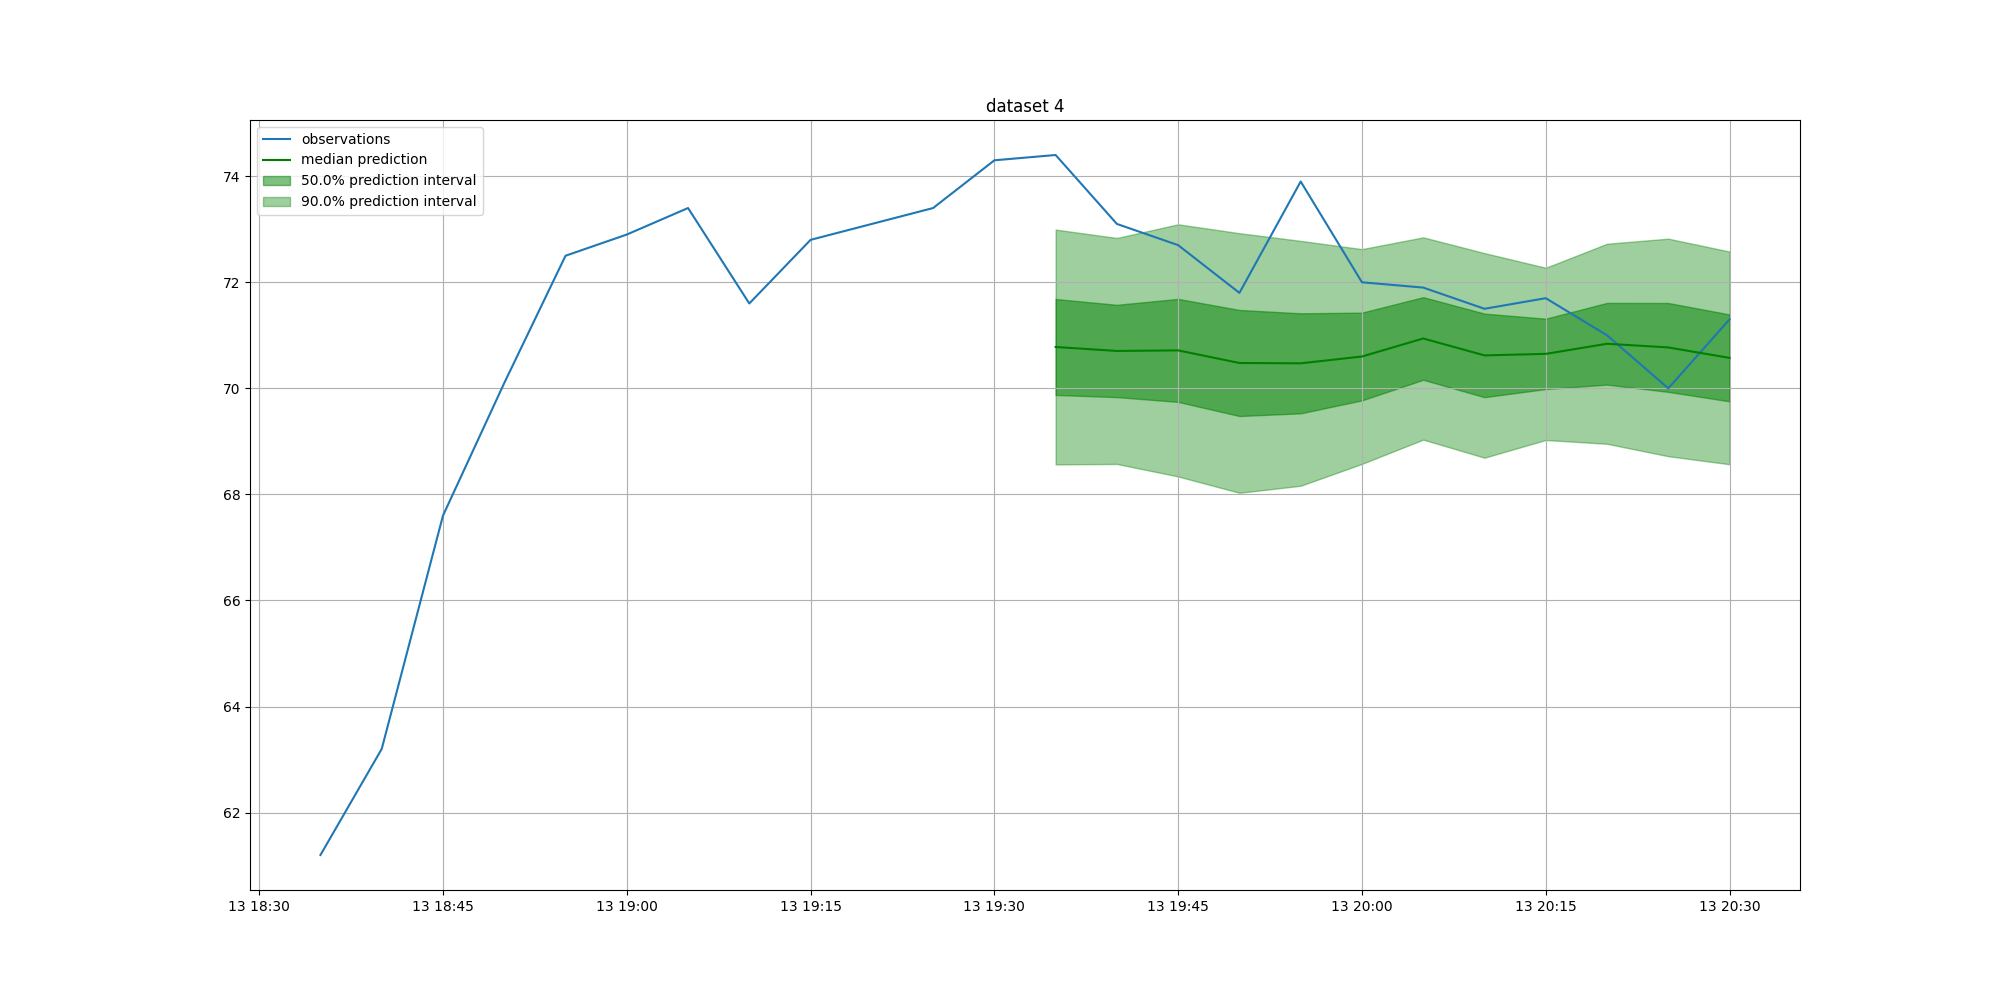 dataset 4
observations
median prediction
50.0% prediction interval
90.0% prediction interval
74
72
70
68
66
64
62
13 18:30 13 18:45 13 19:00 13 19:15 13 19:30 13 19:45 13 20:00 13 20:15 13 20:30